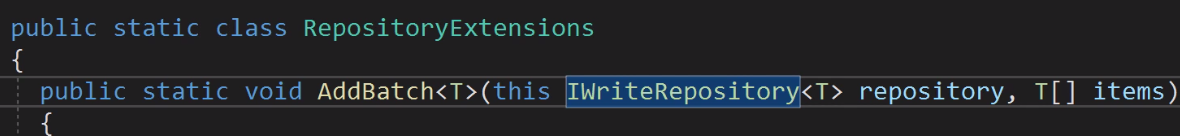 public static class RepositoryExtensions
{
public static void AddBatch<T>(this IWriteRepository<T> repository, T[] items)
{